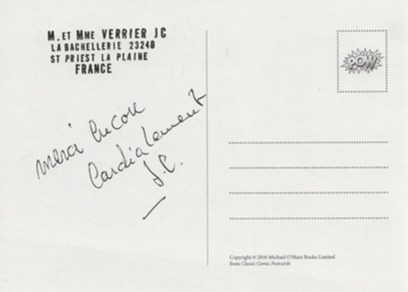 M. ET MME VERRIER JC
LA BACHELLERIE 23240
ST PRIEST LA PLAINE
FRANCE
merci encore
Cordialement
J.C.
POW
Copyright © 2016 Michael O'Mara Books Limited
from Classic Comic Postcards